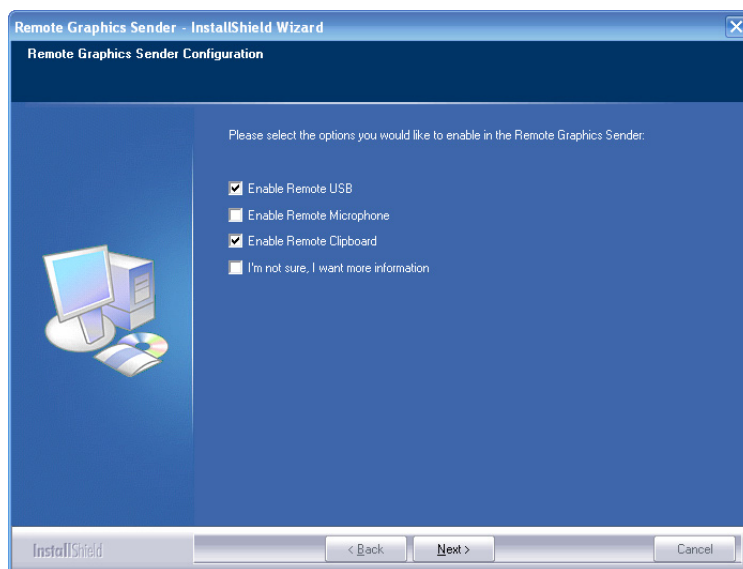 Remote Graphics Sender - InstallShield Wizard
Remote Graphics Sender Configuration
Please select the options you would like to enable in the Remote Graphics Sender:
Enable Remote USB
Enable Remote Microphone
Enable Remote Clipboard
I'm not sure, I want more information
InstallShield
< Back
Next >
Cancel